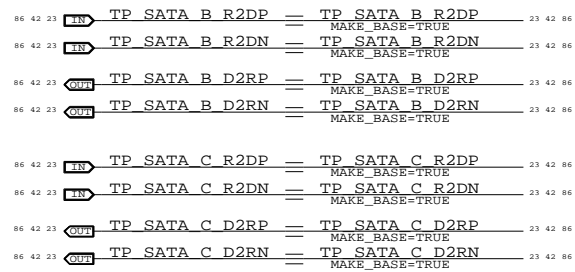 86 42 23 IN TP_SATA_B_R2DP TP_SATA_B_R2DP 23 42 86
MAKE_BASE=TRUE
86 42 23 IN TP_SATA_B_R2DN TP_SATA_B_R2DN 23 42 86
MAKE_BASE=TRUE
86 42 23 OUT TP_SATA_B_D2RP TP_SATA_B_D2RP 23 42 86
MAKE_BASE=TRUE
86 42 23 OUT TP_SATA_B_D2RN TP_SATA_B_D2RN 23 42 86
MAKE_BASE=TRUE
86 42 23 IN TP_SATA_C_R2DP TP_SATA_C_R2DP 23 42 86
MAKE_BASE=TRUE
86 42 23 IN TP_SATA_C_R2DN TP_SATA_C_R2DN 23 42 86
MAKE_BASE=TRUE
86 42 23 OUT TP_SATA_C_D2RP TP_SATA_C_D2RP 23 42 86
MAKE_BASE=TRUE
86 42 23 OUT TP_SATA_C_D2RN TP_SATA_C_D2RN 23 42 86
MAKE_BASE=TRUE